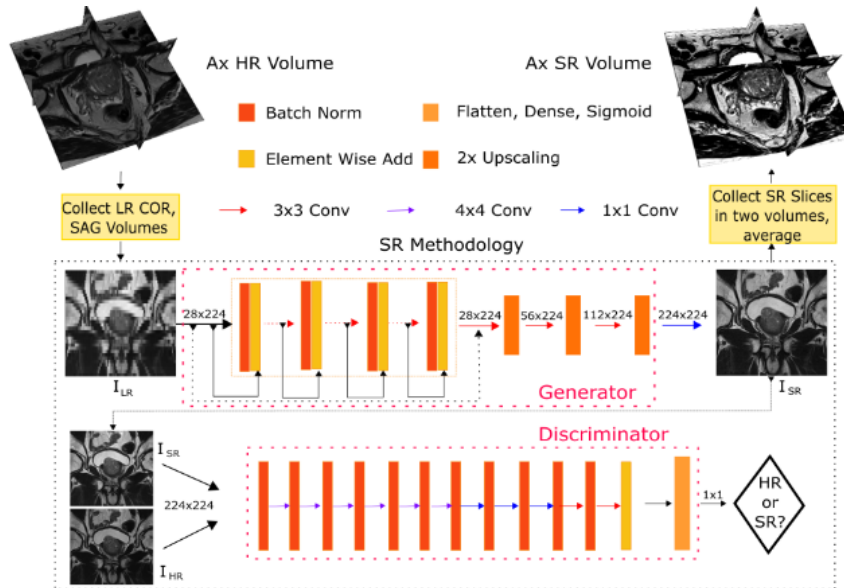 Ax HR Volume
Ax SR Volume
Batch Norm
Flatten, Dense, Sigmoid
Element Wise Add
2x Upscaling
Collect LR COR,
SAG Volumes
3x3 Conv
4x4 Conv
1x1 Conv
Collect SR Slices
in two volumes,
average
SR Methodology
28x224
28x224
56x224
112x224
224x224
I LR
Generator
I SR
Discriminator
I SR
224x224
I HR
1x1
HR
or
SR?